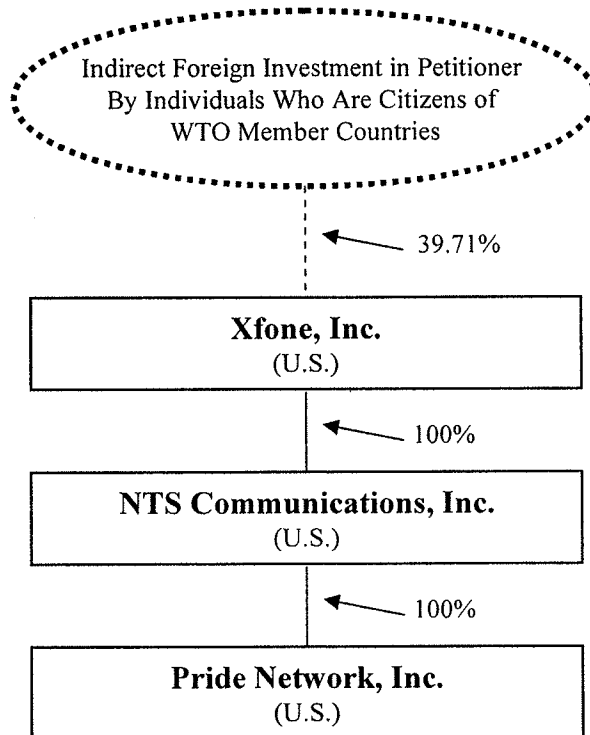 Indirect Foreign Investment in Petitioner
By Individuals Who Are Citizens of
WTO Member Countries
39.71%
Xfone, Inc.
(U.S.)
100%
NTS Communications, Inc.
(U.S.)
100%
Pride Network, Inc.
(U.S.)